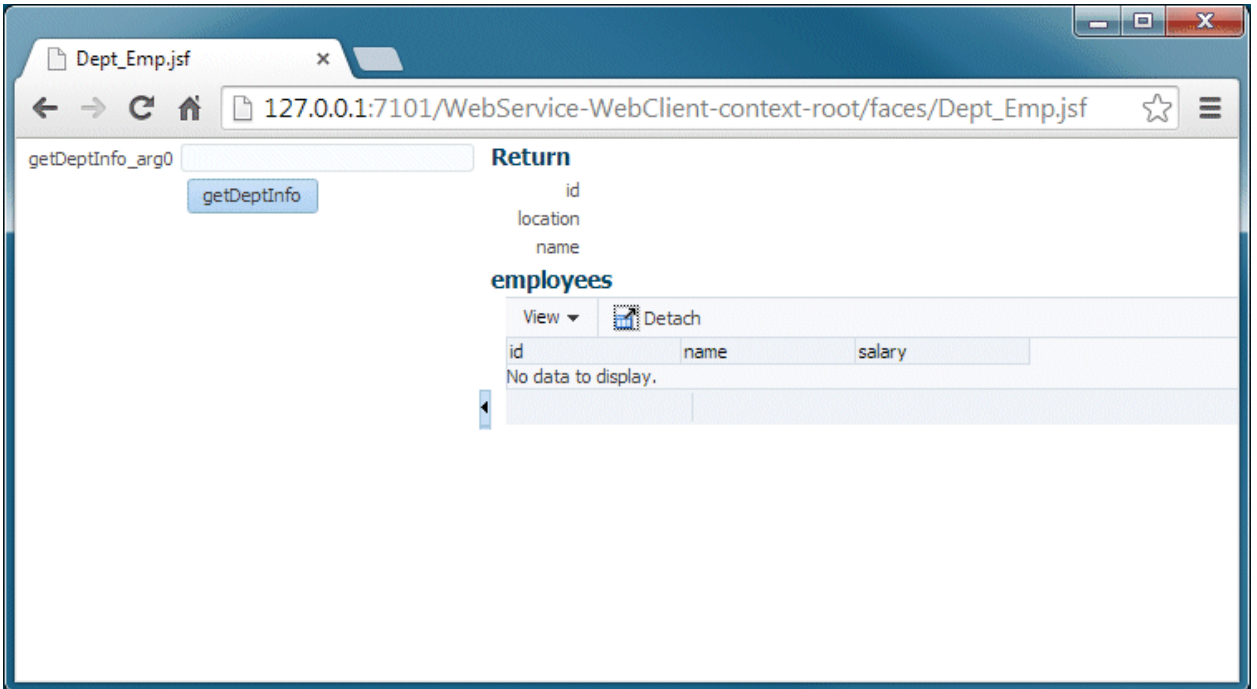 Dept_Emp.jsf
127.0.0.1:7101/WebService-WebClient-context-root/faces/Dept_Emp.jsf
getDeptInfo_arg0
getDeptInfo
Return
id
location
name
employees
View Detach
id name salary
No data to display.